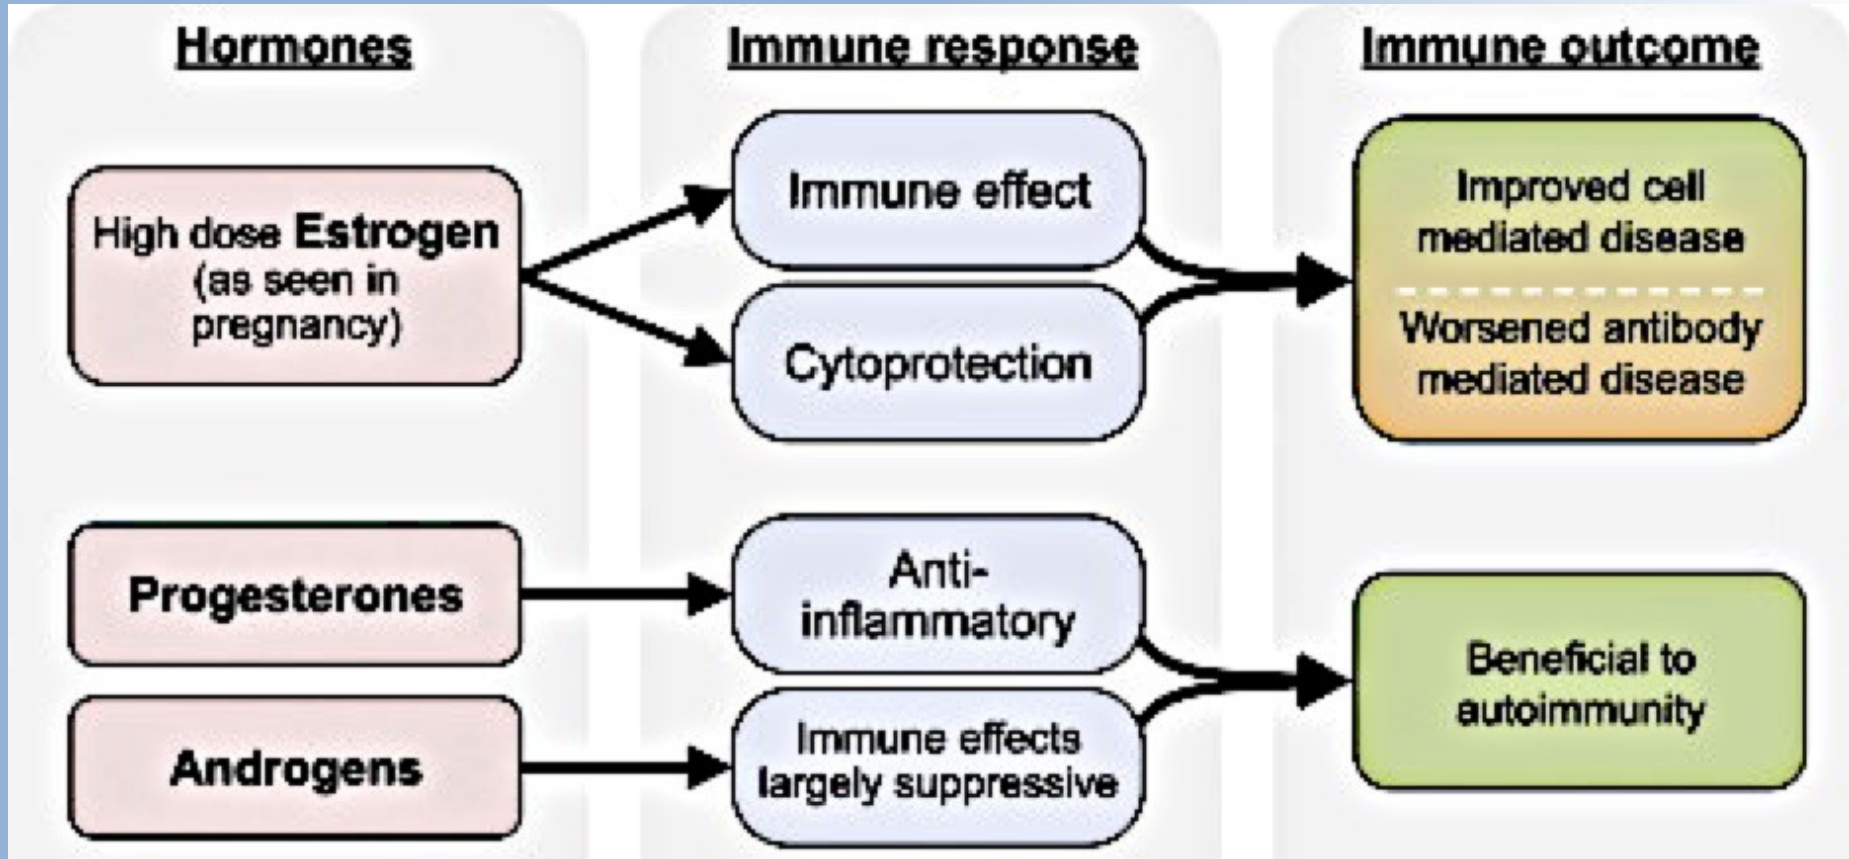 Hormones
Immune response
Immune outcome
High dose Estrogen
(as seen in
pregnancy)
Immune effect
Cytoprotection
Improved cell
mediated disease
Worsened antibody
mediated disease
Progesterones
Anti-
inflammatory
Androgens
Immune effects
largely suppressive
Beneficial to
autoimmunity